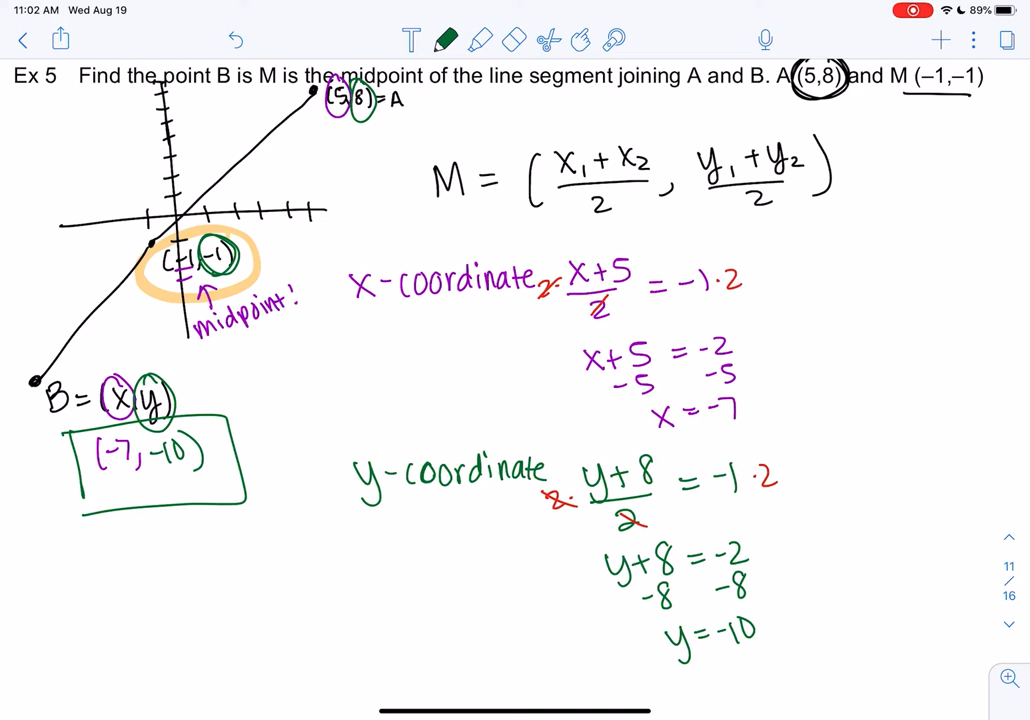 11:02 AM Wed Aug 19
89%
Ex 5 Find the point B is M is the midpoint of the line segment joining A and B. A (5,8) and M (–1,–1)
(5,8)=A
M = ( x₁ + x₂ / 2 , y₁ + y₂ / 2 )
(-1,-1)
midpoint!
x-coordinate 2· x+5 / 2 = -1·2
x+5 = -2
-5 -5
x = -7
B = (x,y)
(-7,-10)
y-coordinate 2· y+8 / 2 = -1·2
y+8 = -2
-8 -8
y = -10
11
/
16